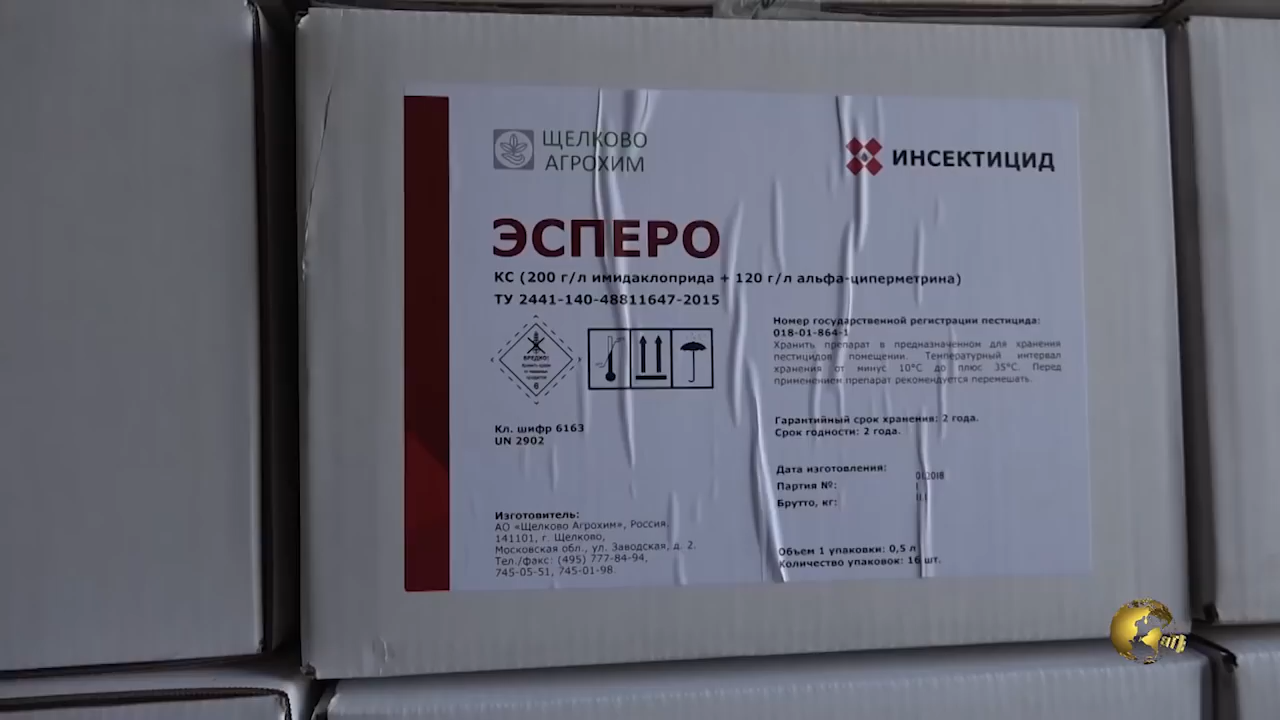 ЩЕЛКОВО
АГРОХИМ
ИНСЕКТИЦИД
ЭСПЕРО
КС (200 г/л имидаклоприда + 120 г/л альфа-циперметрина)
ТУ 2441-140-48811647-2015
ВРЕДНО!
6
Кл. шифр 6163
UN 2902
Изготовитель:
АО «Щелково Агрохим», Россия,
141101, г. Щелково,
Московская обл., ул. Заводская, д. 2.
Тел./факс: (495) 777-84-94,
745-05-51, 745-01-98.
Номер государственной регистрации пестицида:
018-01-864-1
Хранить препарат в предназначенном для хранения
пестицидов помещении. Температурный интервал
хранения от минус 10°С до плюс 35°С. Перед
применением препарат рекомендуется перемешать.
Гарантийный срок хранения: 2 года.
Срок годности: 2 года.
Дата изготовления:
Партия №:
Брутто, кг:
Объем 1 упаковки: 0,5 л
Количество упаковок: 16 шт.